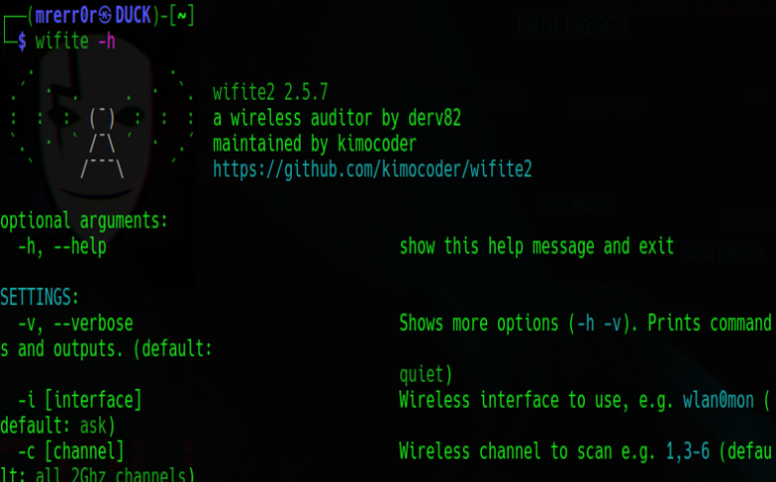 ┌──(mrerr0r㉿DUCK)-[~]
└─$ wifite -h
wifite2 2.5.7
a wireless auditor by derv82
maintained by kimocoder
https://github.com/kimocoder/wifite2
optional arguments:
-h, --help show this help message and exit
SETTINGS:
-v, --verbose Shows more options (-h -v). Prints command
s and outputs. (default:
quiet)
-i [interface] Wireless interface to use, e.g. wlan0mon (
default: ask)
-c [channel] Wireless channel to scan e.g. 1,3-6 (defau
lt: all 2Ghz channels)